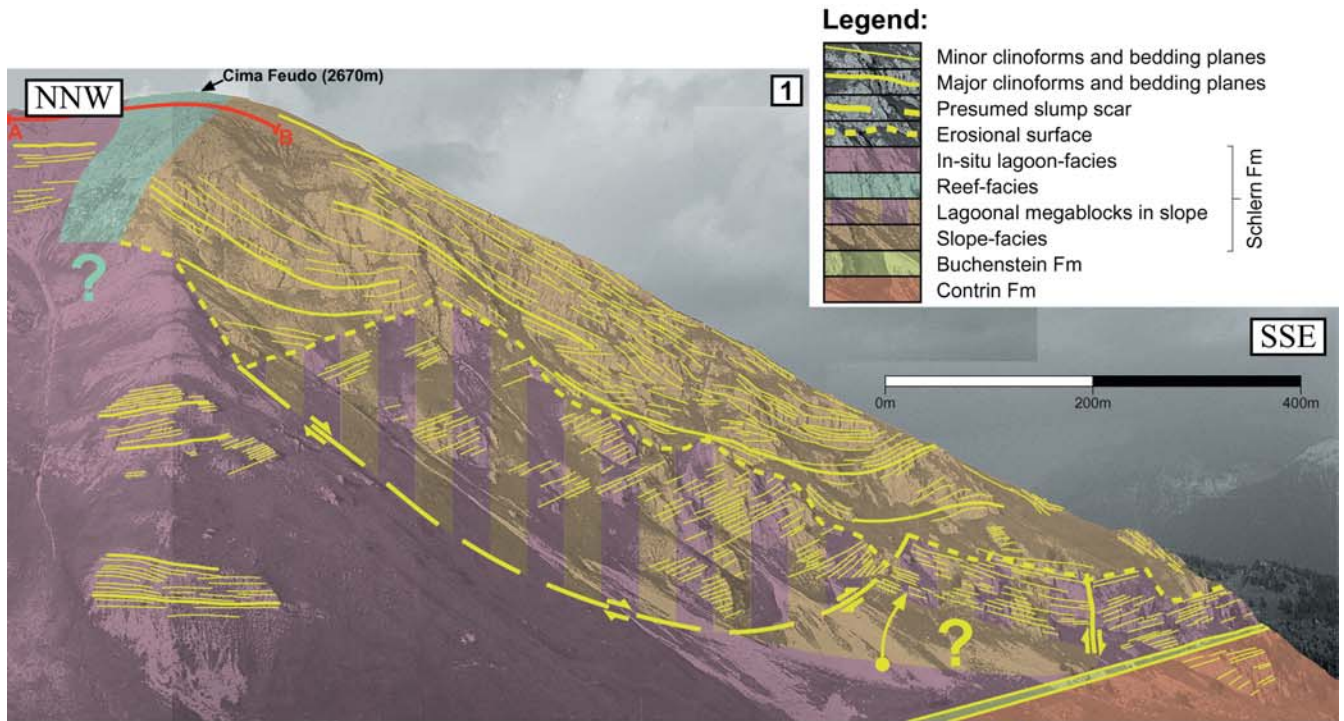 Legend:
Minor clinoforms and bedding planes
Major clinoforms and bedding planes
Presumed slump scar
Erosional surface
In-situ lagoon-facies
Reef-facies
Lagoonal megablocks in slope
Slope-facies
Schlern Fm
Buchenstein Fm
Contrin Fm
Cima Feudo (2670m)
1
NNW
A
B
?
SSE
0m
200m
400m
?